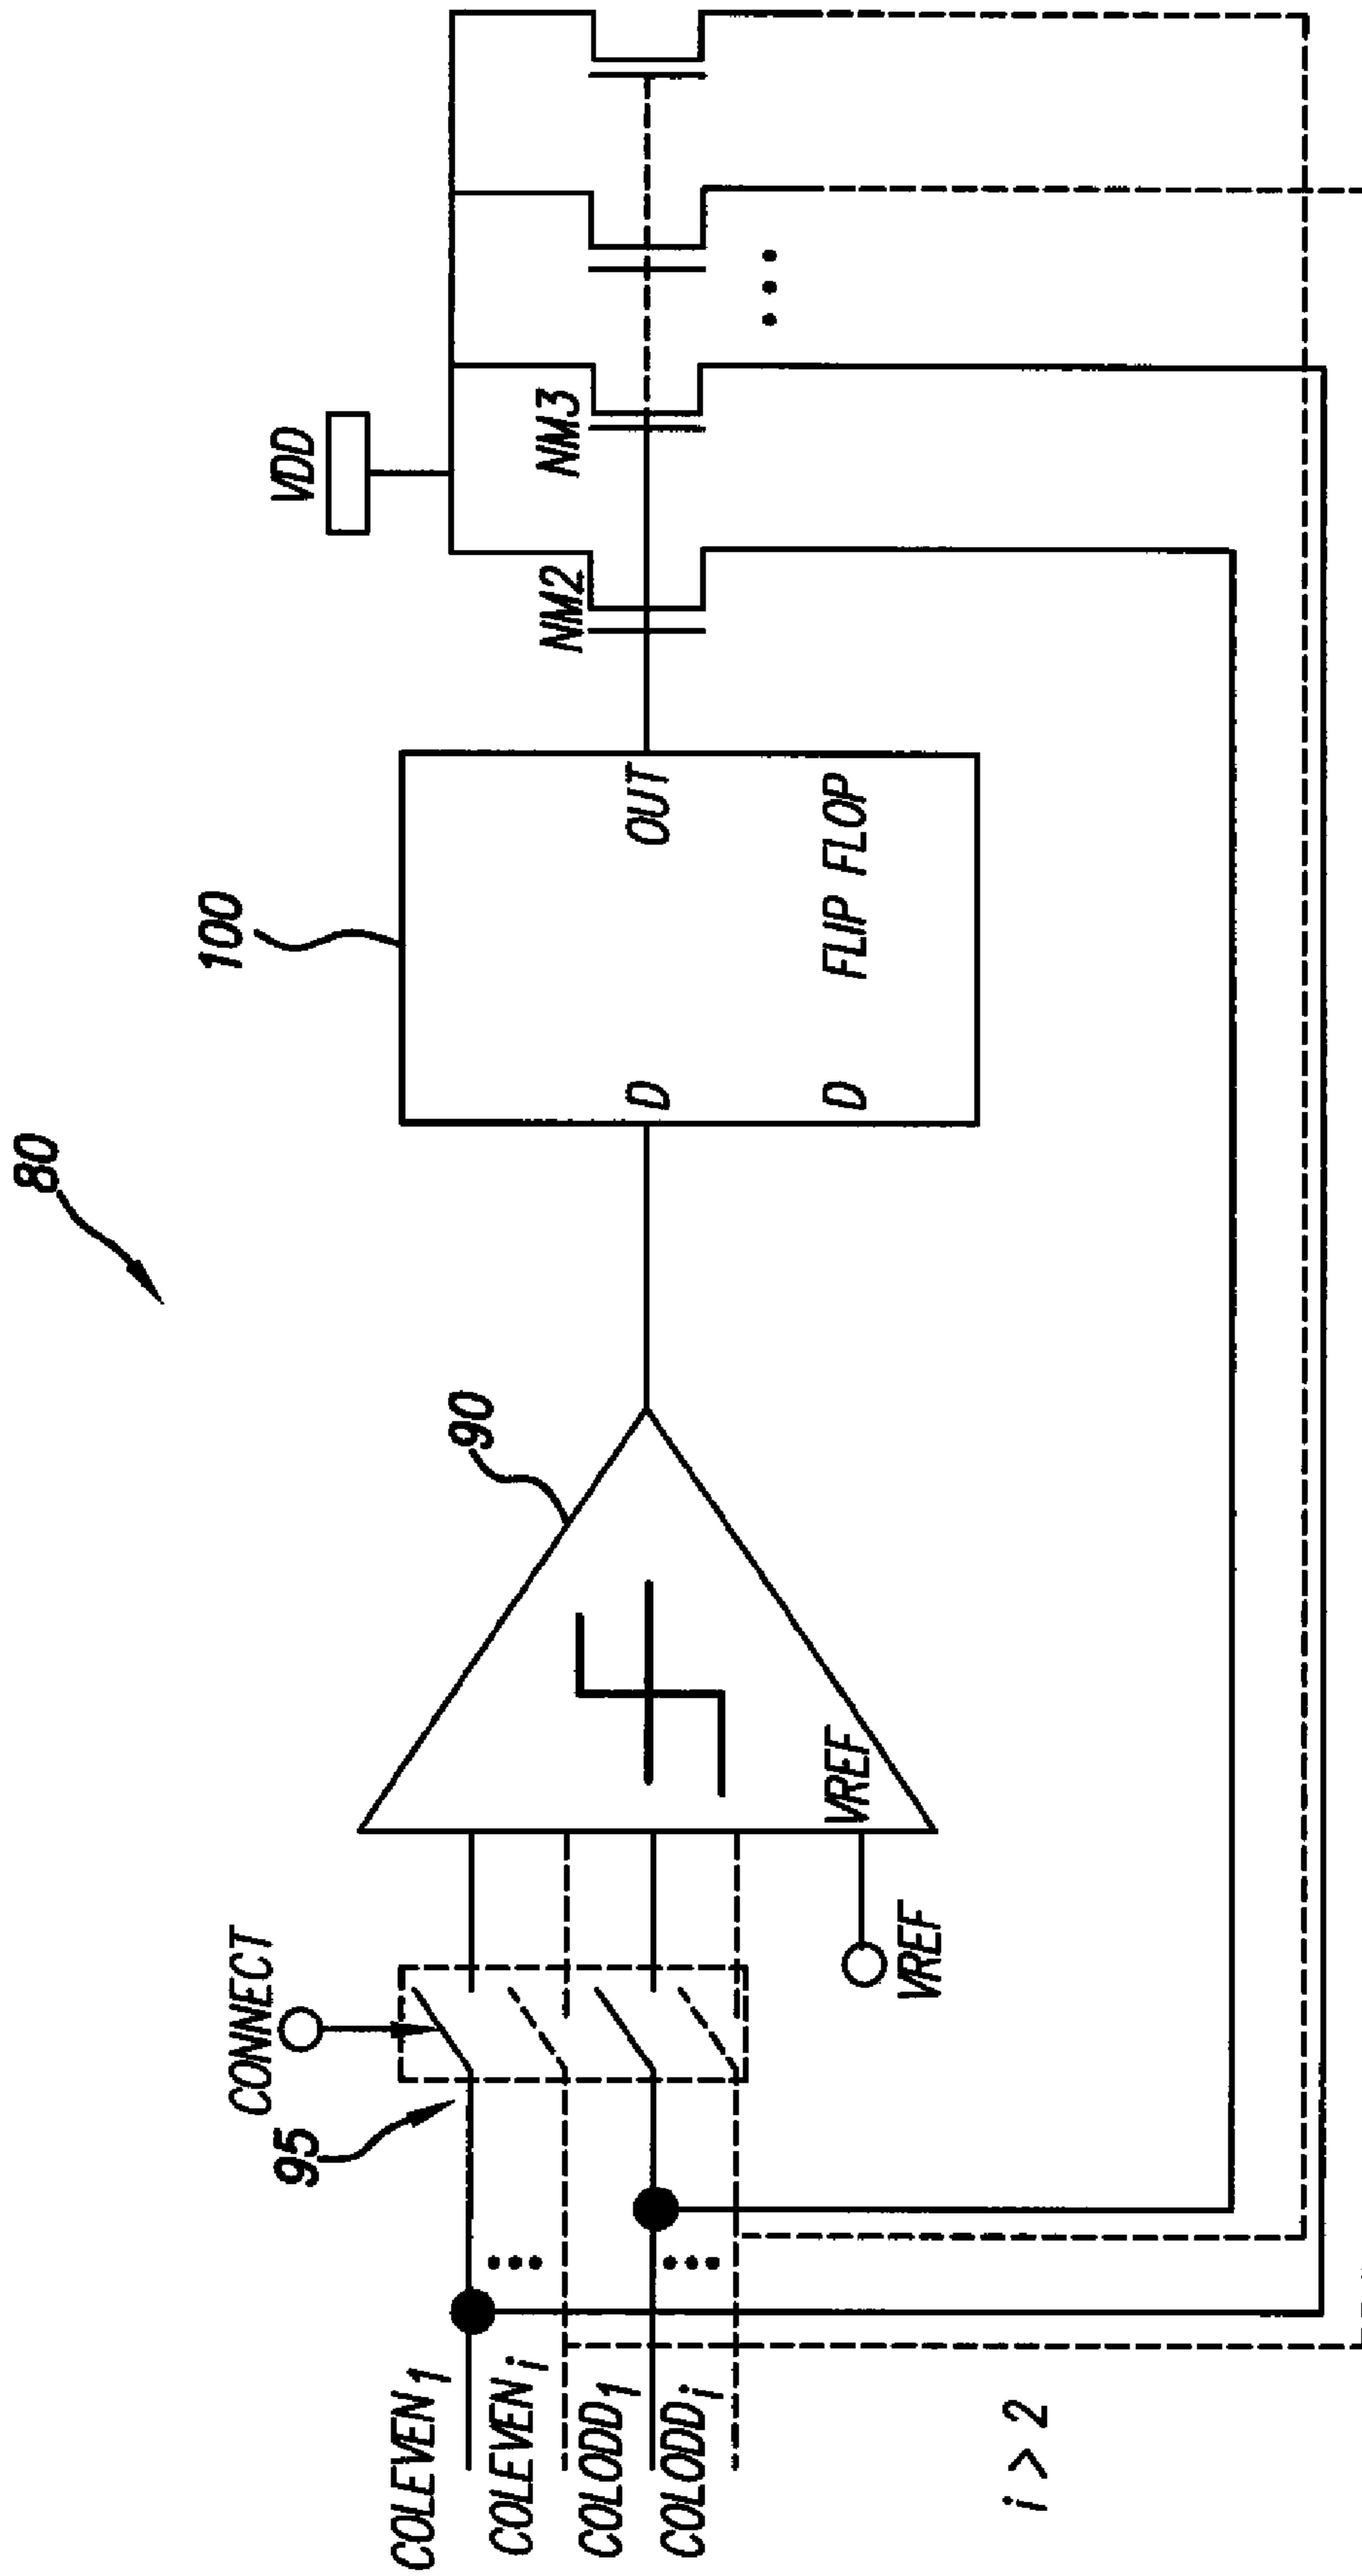 80
100
VDD
NM2
NM3
90
CONNECT
95
COLEVEN1
COLEVENi
COLODD1
COLODDi
VREF
VREF
D
OUT
D
FLIP FLOP
i > 2